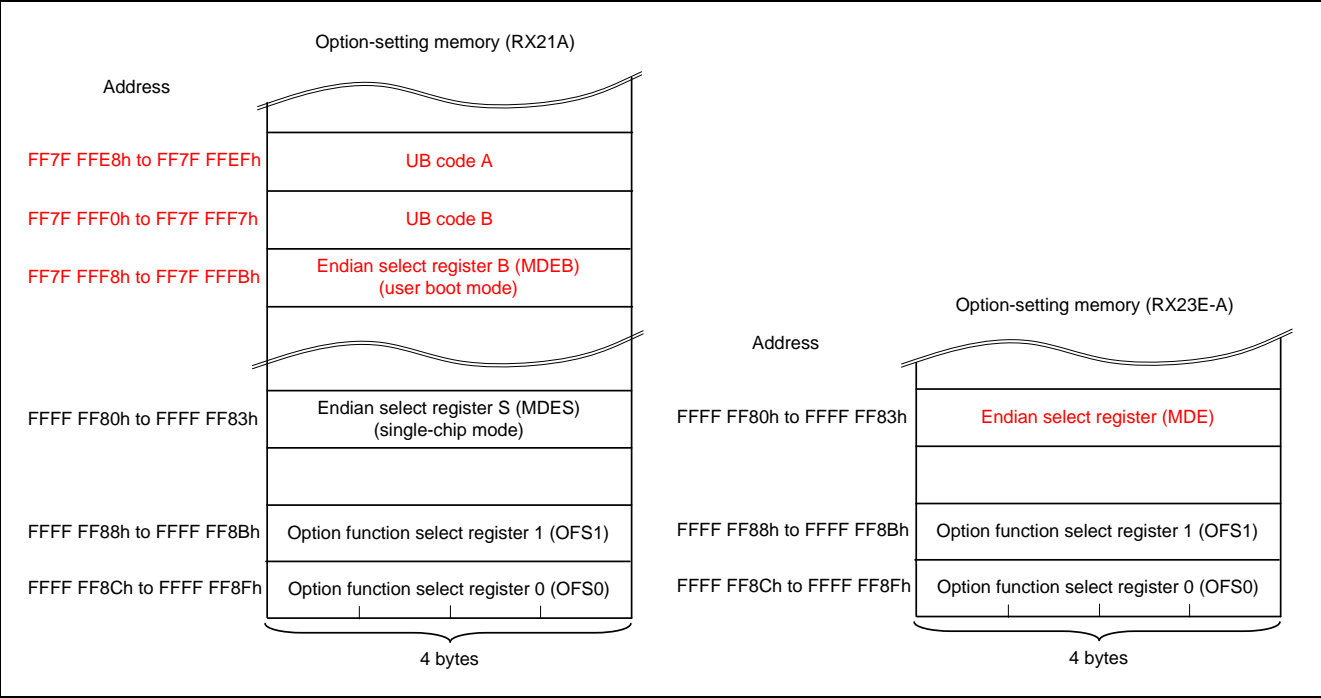 Option-setting memory (RX21A)
Address
FF7F FFE8h to FF7F FFEFh
UB code A
FF7F FFF0h to FF7F FFF7h
UB code B
FF7F FFF8h to FF7F FFFBh
Endian select register B (MDEB)
(user boot mode)
FFFF FF80h to FFFF FF83h
Endian select register S (MDES)
(single-chip mode)
FFFF FF88h to FFFF FF8Bh
Option function select register 1 (OFS1)
FFFF FF8Ch to FFFF FF8Fh
Option function select register 0 (OFS0)
4 bytes
Option-setting memory (RX23E-A)
Address
FFFF FF80h to FFFF FF83h
Endian select register (MDE)
FFFF FF88h to FFFF FF8Bh
Option function select register 1 (OFS1)
FFFF FF8Ch to FFFF FF8Fh
Option function select register 0 (OFS0)
4 bytes